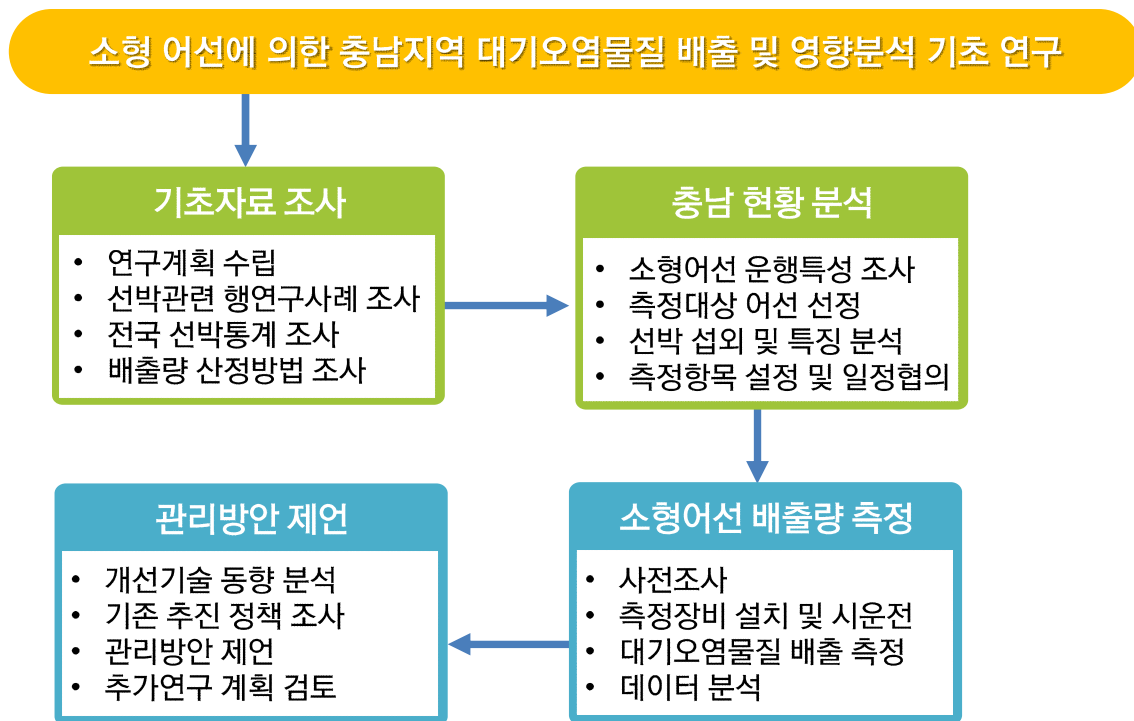 소형 어선에 의한 충남지역 대기오염물질 배출 및 영향분석 기초 연구
기초자료 조사
• 연구계획 수립
• 선박관련 행연구사례 조사
• 전국 선박통계 조사
• 배출량 산정방법 조사
충남 현황 분석
• 소형어선 운행특성 조사
• 측정대상 어선 선정
• 선박 섭외 및 특징 분석
• 측정항목 설정 및 일정협의
소형어선 배출량 측정
• 사전조사
• 측정장비 설치 및 시운전
• 대기오염물질 배출 측정
• 데이터 분석
관리방안 제언
• 개선기술 동향 분석
• 기존 추진 정책 조사
• 관리방안 제언
• 추가연구 계획 검토